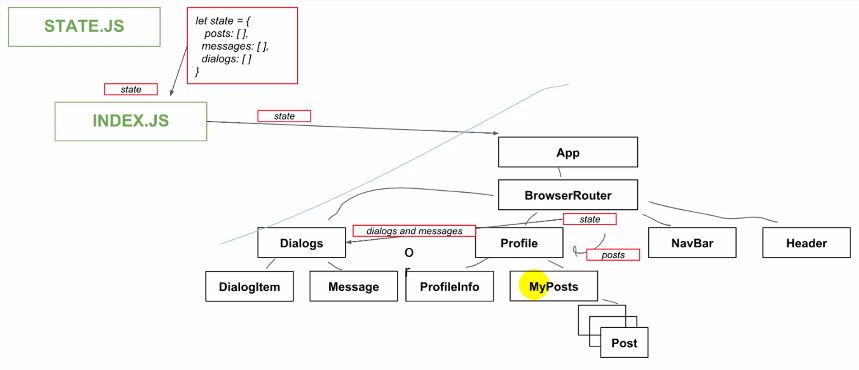 STATE.JS
let state = {
posts: [ ],
messages: [ ],
dialogs: [ ]
}
state
INDEX.JS
state
App
BrowserRouter
state
dialogs and messages
Dialogs
Profile
NavBar
Header
O
r
posts
DialogItem
Message
ProfileInfo
MyPosts
Post